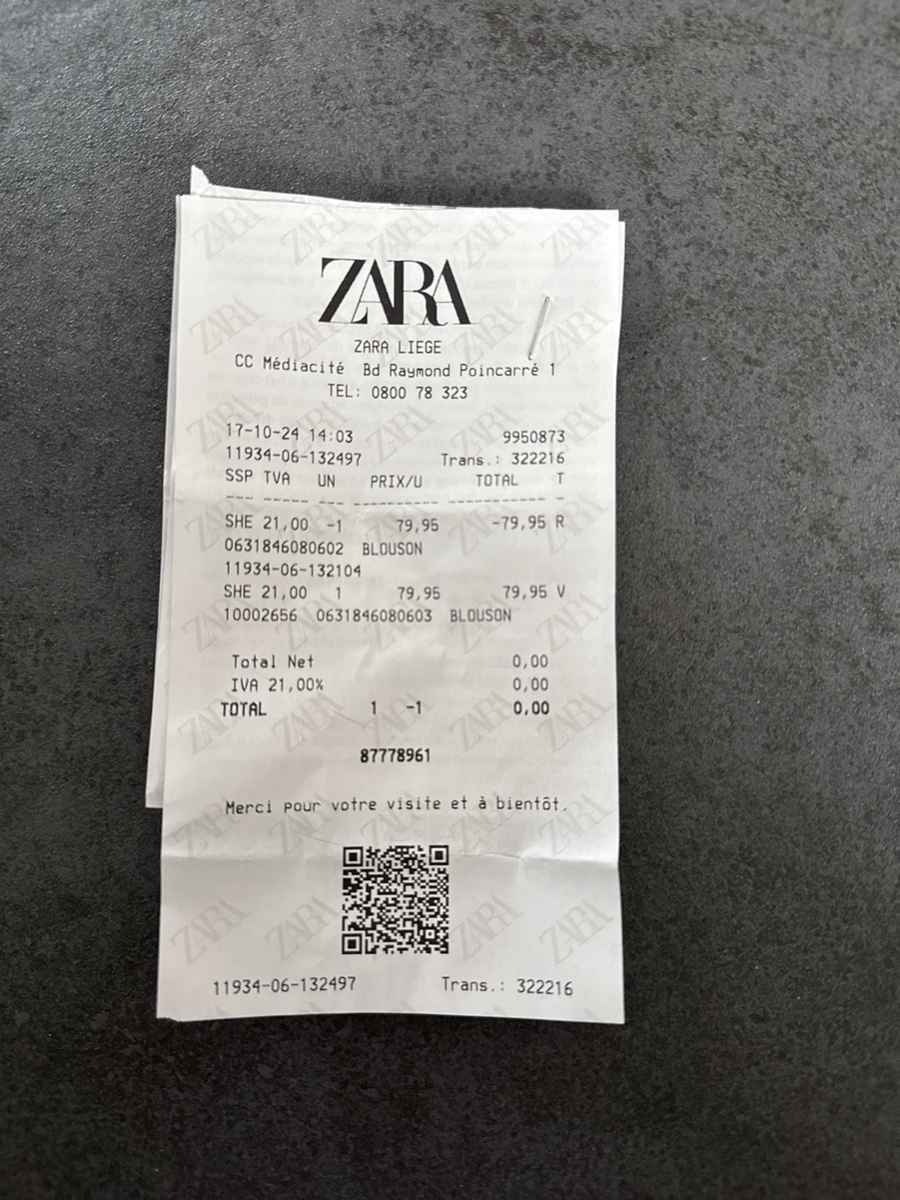 ZARA
ZARA LIEGE
CC Médiacité Bd Raymond Poincarré 1
TEL: 0800 78 323
17-10-24 14:03 9950873
11934-06-132497 Trans.: 322216
SSP TVA UN PRIX/U TOTAL T
---- ------ --- ---------- ------------ -
SHE 21,00 -1 79,95 -79,95 R
0631846080602 BLOUSON
11934-06-132104
SHE 21,00 1 79,95 79,95 V
10002656 0631846080603 BLOUSON
Total Net 0,00
IVA 21,00% 0,00
TOTAL 1 -1 0,00
87778961
Merci pour votre visite et à bientôt.
11934-06-132497 Trans.: 322216